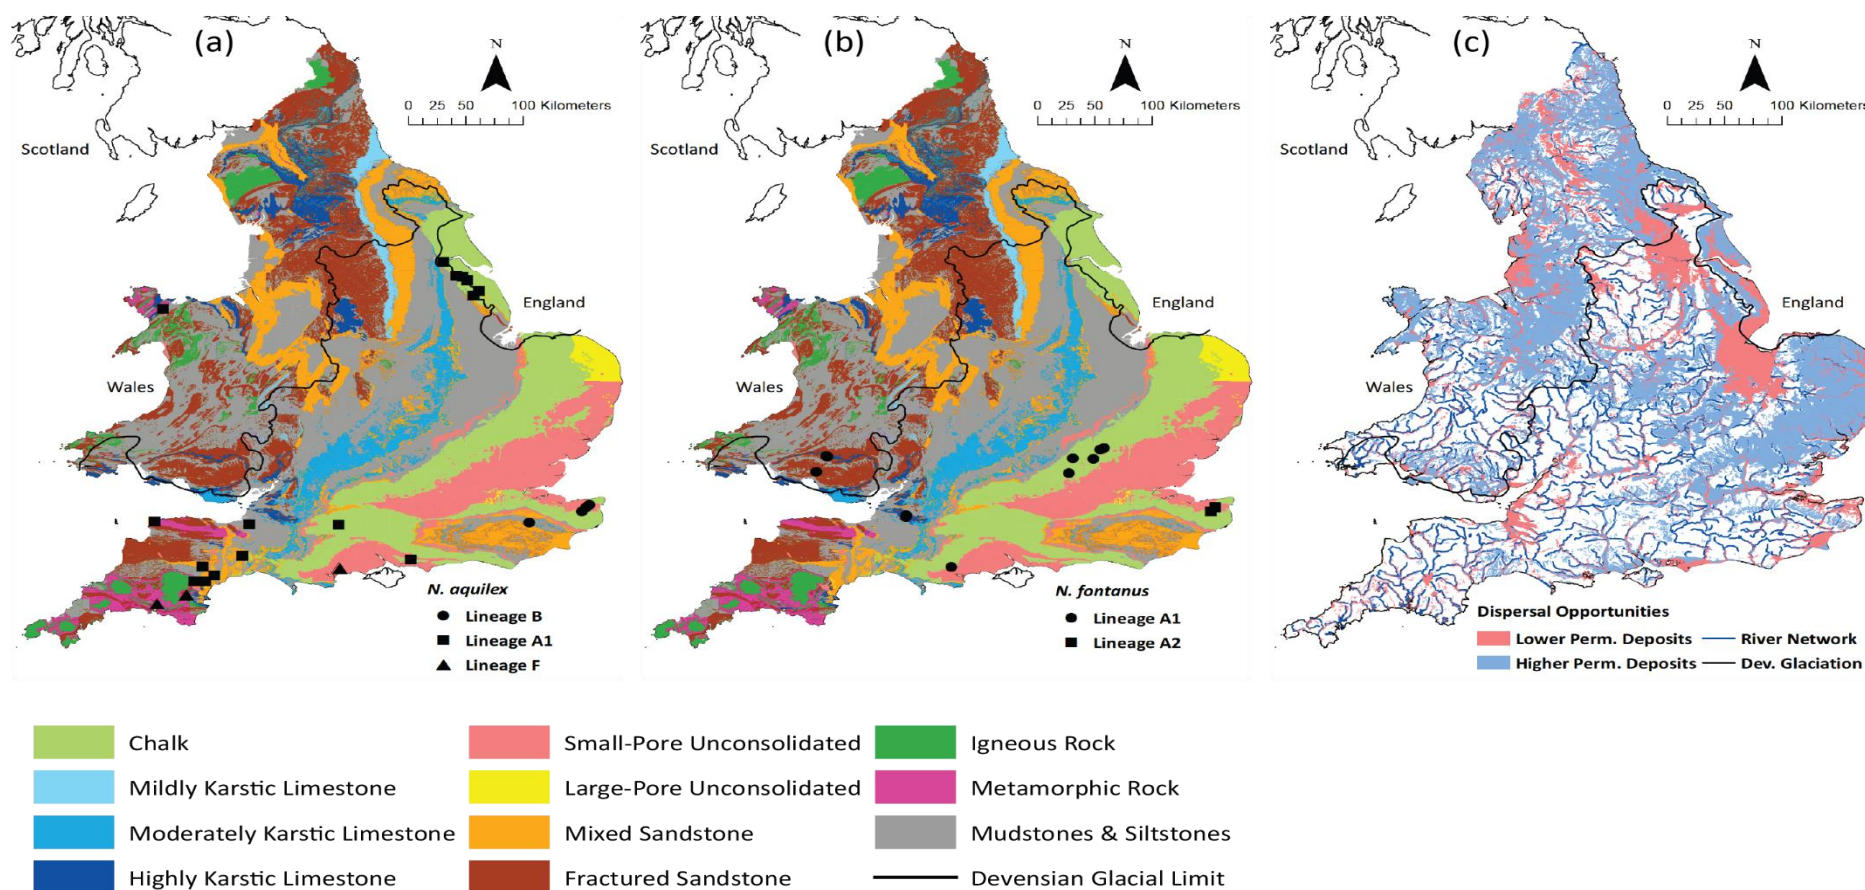 (a)
N
0 25 50 100 Kilometers
Scotland
England
Wales
N. aquilex
Lineage B
Lineage A1
Lineage F
(b)
N
0 25 50 100 Kilometers
Scotland
England
Wales
N. fontanus
Lineage A1
Lineage A2
(c)
N
0 25 50 100 Kilometers
Scotland
England
Wales
Dispersal Opportunities
Lower Perm. Deposits River Network
Higher Perm. Deposits Dev. Glaciation
Chalk Small-Pore Unconsolidated Igneous Rock
Mildly Karstic Limestone Large-Pore Unconsolidated Metamorphic Rock
Moderately Karstic Limestone Mixed Sandstone Mudstones & Siltstones
Highly Karstic Limestone Fractured Sandstone Devensian Glacial Limit